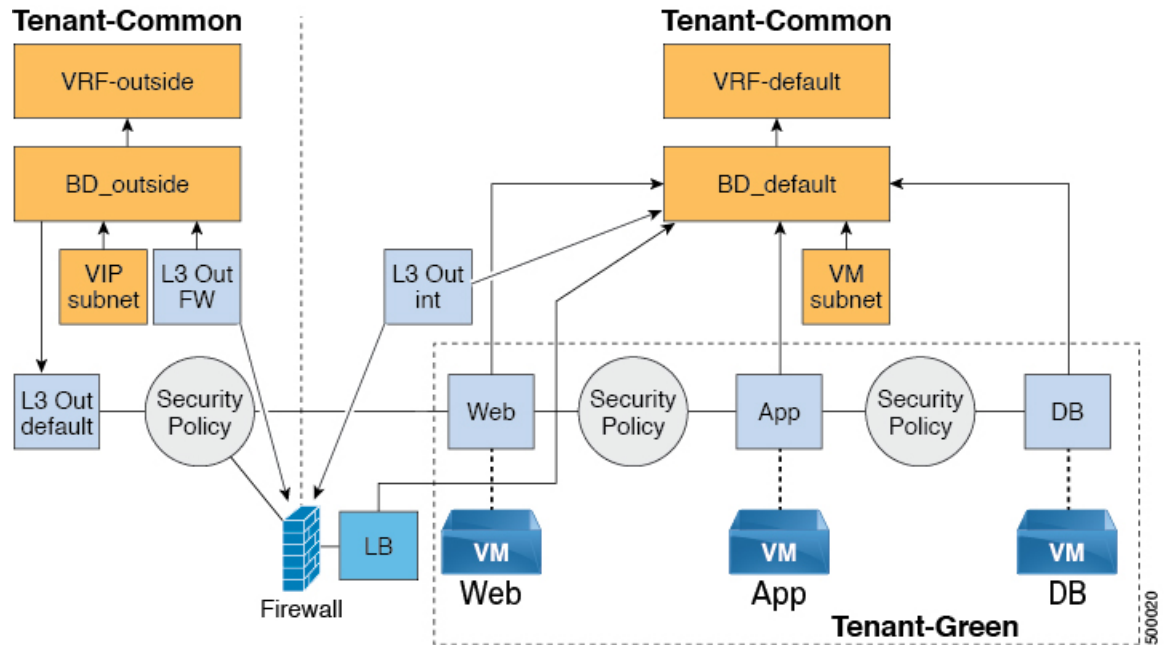 Tenant-Common
Tenant-Common
VRF-outside
VRF-default
BD_outside
BD_default
VIP
subnet
L3 Out
FW
L3 Out
int
VM
subnet
L3 Out
default
Security
Policy
Web
Security
Policy
App
Security
Policy
DB
LB
VM
VM
VM
Firewall
Web
App
DB
Tenant-Green
500020